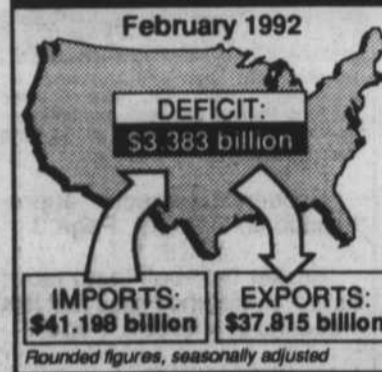 February 1992
DEFICIT:
$3.383 billion
IMPORTS:
$41.198 billion
EXPORTS:
$37.815 billion
Rounded figures, seasonally adjusted